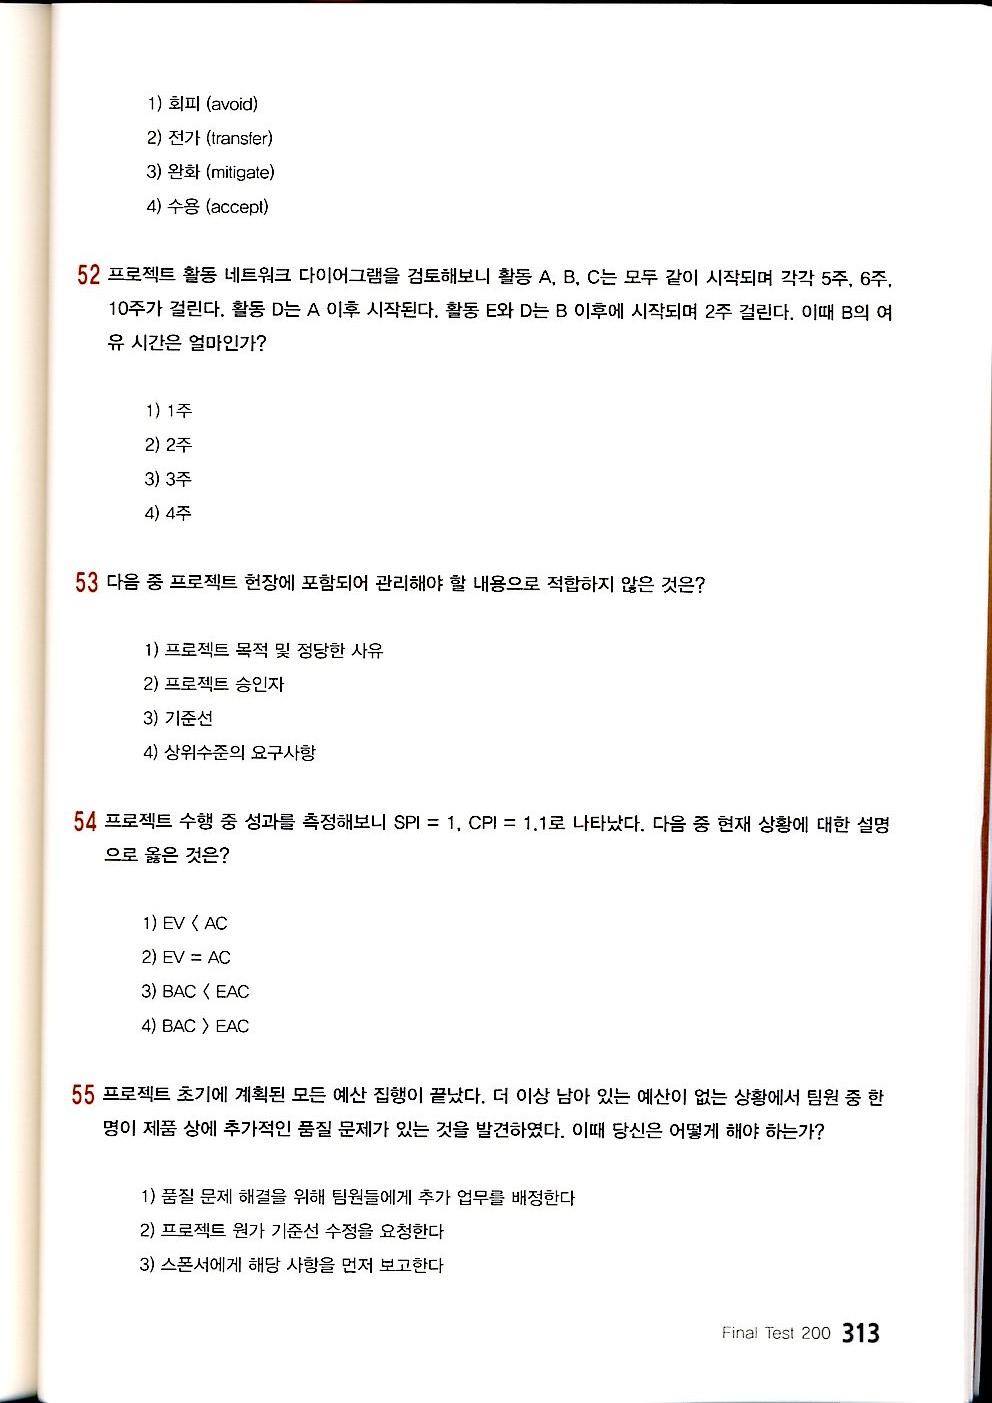 1) 회피 (avoid)
2) 전가 (transfer)
3) 완화 (mitigate)
4) 수용 (accept)
52 프로젝트 활동 네트워크 다이어그램을 검토해보니 활동 A, B, C는 모두 같이 시작되며 각각 5주, 6주,
10주가 걸린다. 활동 D는 A 이후 시작된다. 활동 E와 D는 B 이후에 시작되며 2주 걸린다. 이때 B의 여
유 시간은 얼마인가?
1) 1주
2) 2주
3) 3주
4) 4주
53 다음 중 프로젝트 헌장에 포함되어 관리해야 할 내용으로 적합하지 않은 것은?
1) 프로젝트 목적 및 정당한 사유
2) 프로젝트 승인자
3) 기준선
4) 상위수준의 요구사항
54 프로젝트 수행 중 성과를 측정해보니 SPI = 1, CPI = 1.1로 나타났다. 다음 중 현재 상황에 대한 설명
으로 옳은 것은?
1) EV < AC
2) EV = AC
3) BAC < EAC
4) BAC > EAC
55 프로젝트 초기에 계획된 모든 예산 집행이 끝났다. 더 이상 남아 있는 예산이 없는 상황에서 팀원 중 한
명이 제품 상에 추가적인 품질 문제가 있는 것을 발견하였다. 이때 당신은 어떻게 해야 하는가?
1) 품질 문제 해결을 위해 팀원들에게 추가 업무를 배정한다
2) 프로젝트 원가 기준선 수정을 요청한다
3) 스폰서에게 해당 사항을 먼저 보고한다
Final Test 200 313